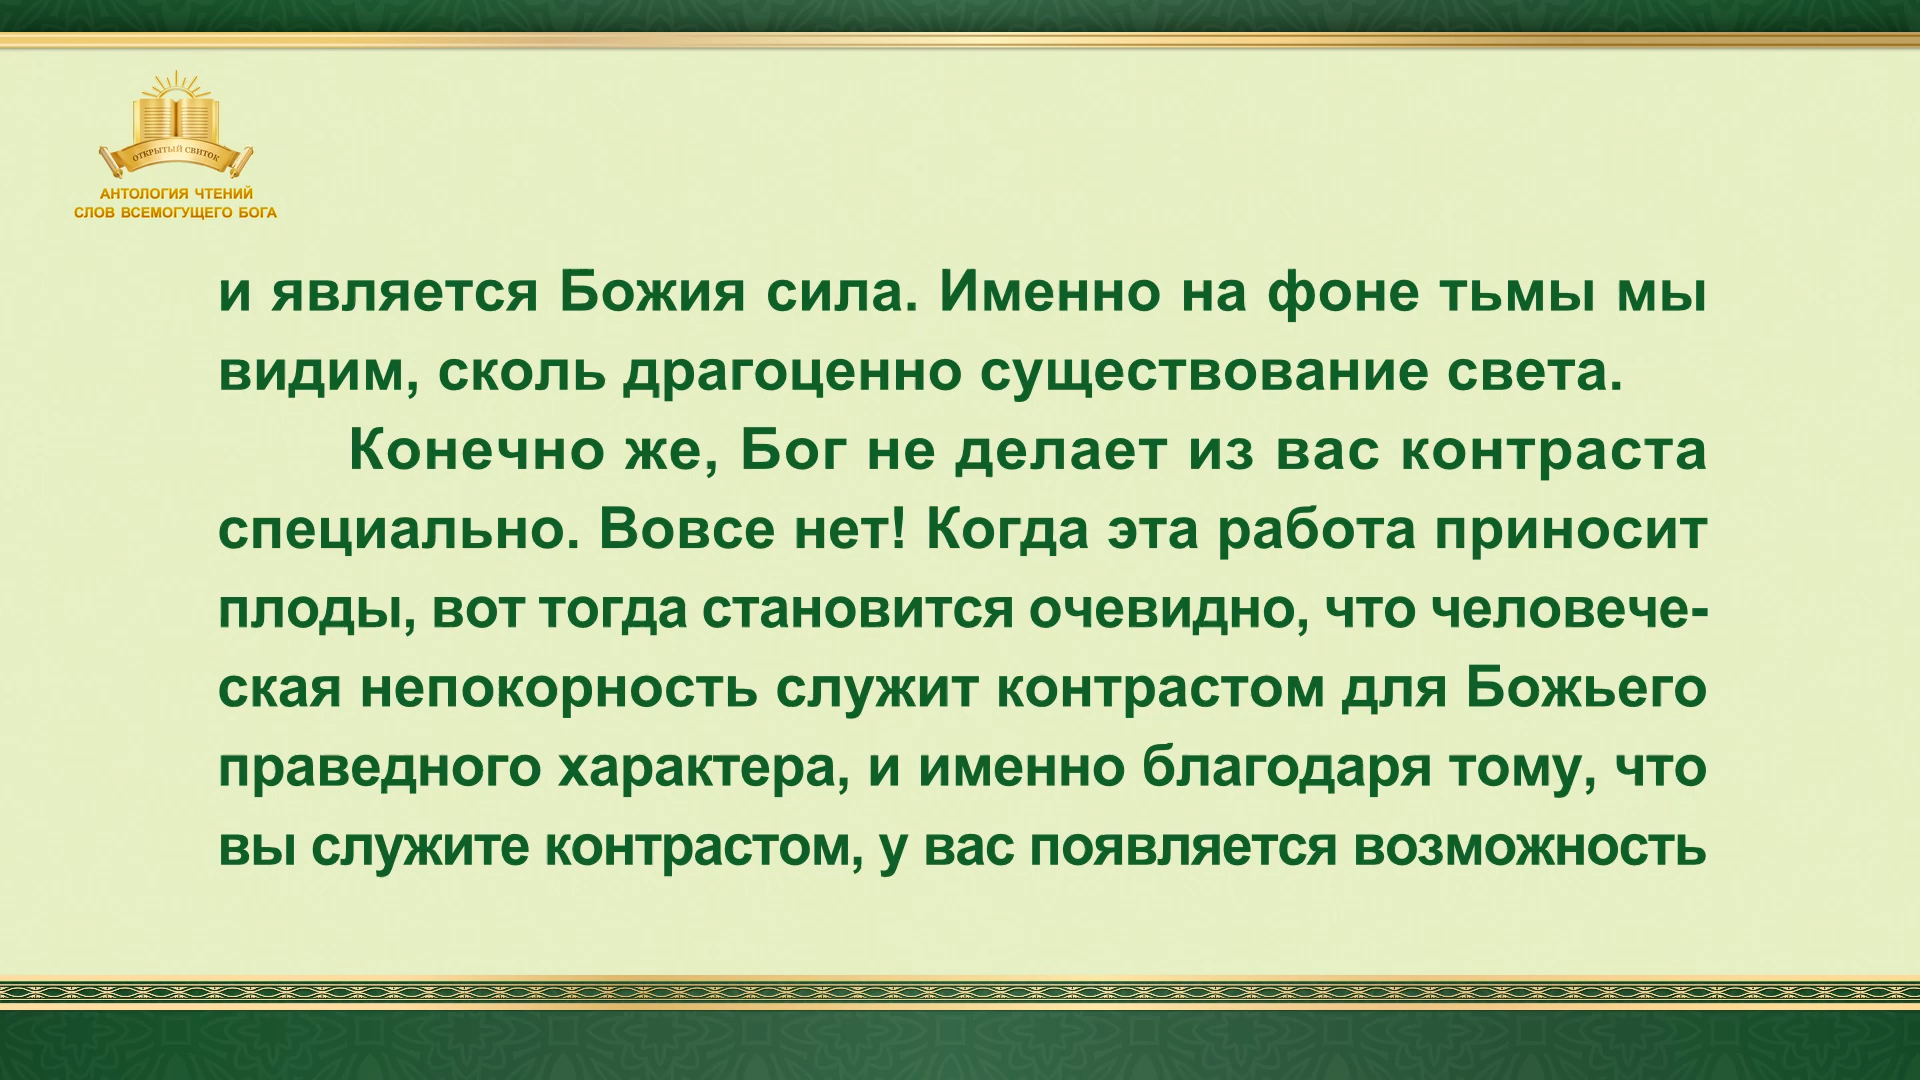 ОТКРЫТЫЙ СВИТОК
АНТОЛОГИЯ ЧТЕНИЙ
СЛОВ ВСЕМОГУЩЕГО БОГА
и является Божия сила. Именно на фоне тьмы мы
видим, сколь драгоценно существование света.
Конечно же, Бог не делает из вас контраста
специально. Вовсе нет! Когда эта работа приносит
плоды, вот тогда становится очевидно, что человече-
ская непокорность служит контрастом для Божьего
праведного характера, и именно благодаря тому, что
вы служите контрастом, у вас появляется возможность